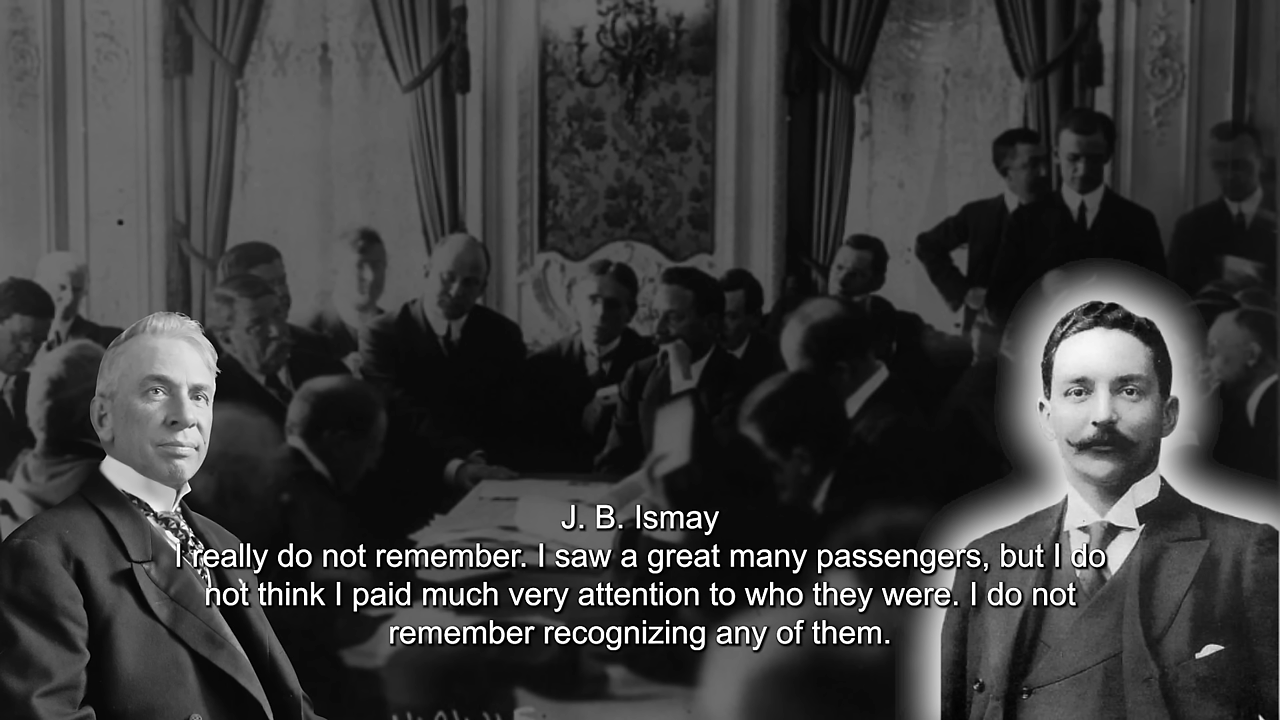 J. B. Ismay
I really do not remember. I saw a great many passengers, but I do
not think I paid much very attention to who they were. I do not
remember recognizing any of them.